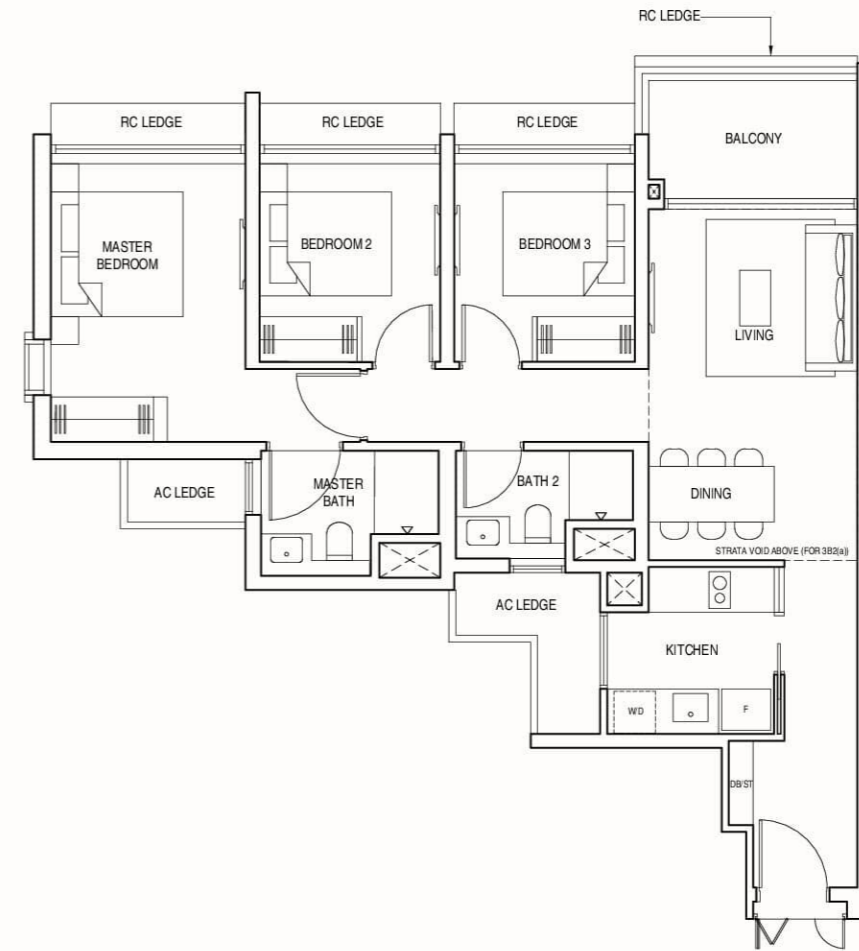 RC LEDGE
RC LEDGE
RC LEDGE
RC LEDGE
BALCONY
MASTER
BEDROOM
BEDROOM 2
BEDROOM 3
LIVING
AC LEDGE
MASTER
BATH
BATH 2
DINING
STRATA VOID ABOVE (FOR 3B2(a))
AC LEDGE
KITCHEN
W/D
F
DB/ST